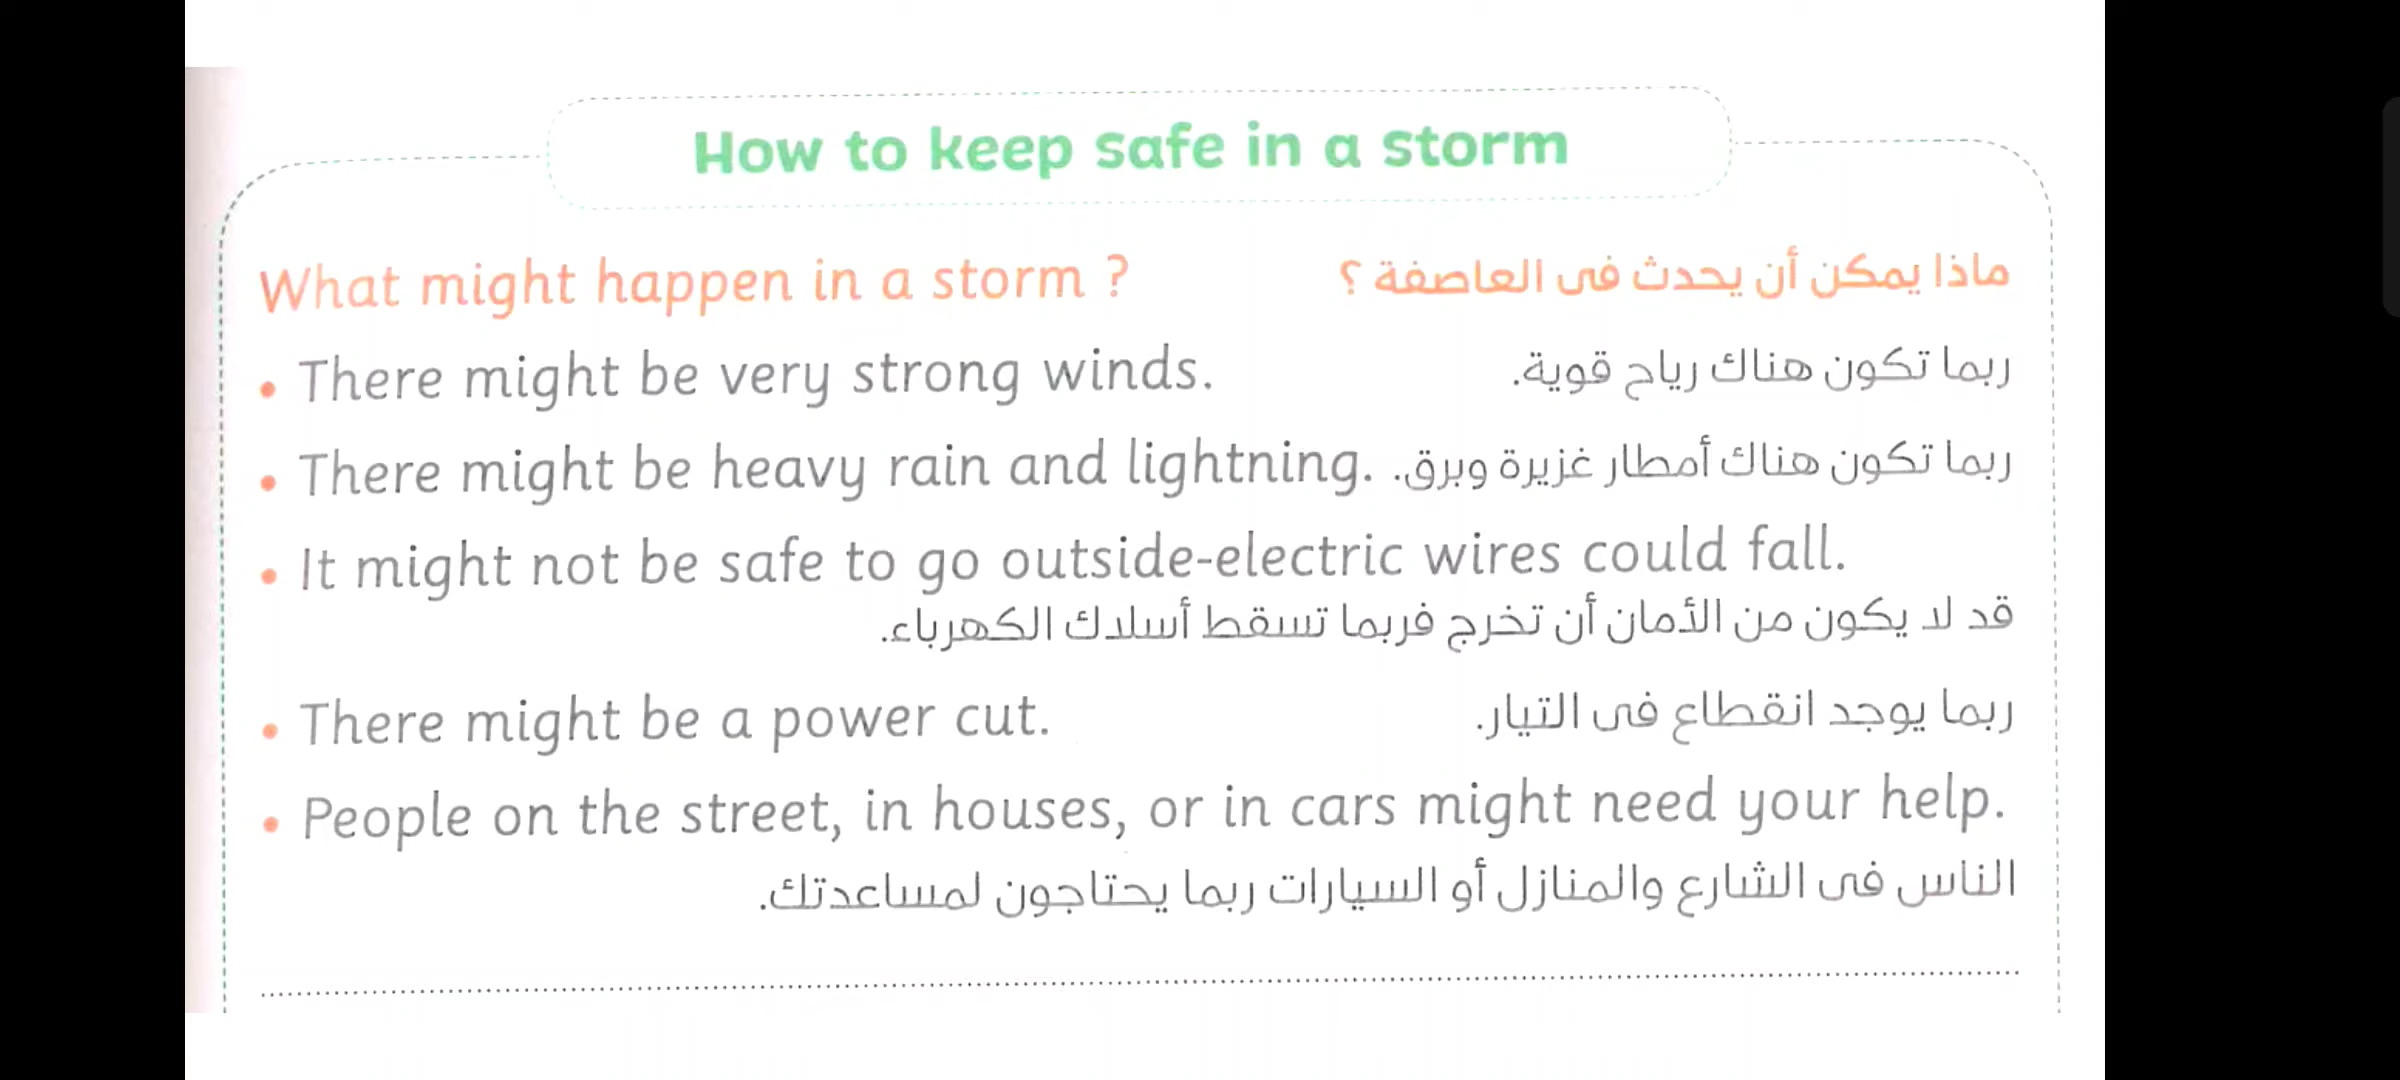 How to keep safe in a storm
What might happen in a storm ? ماذا يمكن أن يحدث فى العاصفة ؟
• There might be very strong winds. ربما تكون هناك رياح قوية.
• There might be heavy rain and lightning. ربما تكون هناك أمطار غزيرة وبرق.
• It might not be safe to go outside-electric wires could fall.
قد لا يكون من الأمان أن تخرج فربما تسقط أسلاك الكهرباء.
• There might be a power cut. ربما يوجد انقطاع فى التيار.
• People on the street, in houses, or in cars might need your help.
الناس فى الشارع والمنازل أو السيارات ربما يحتاجون لمساعدتك.